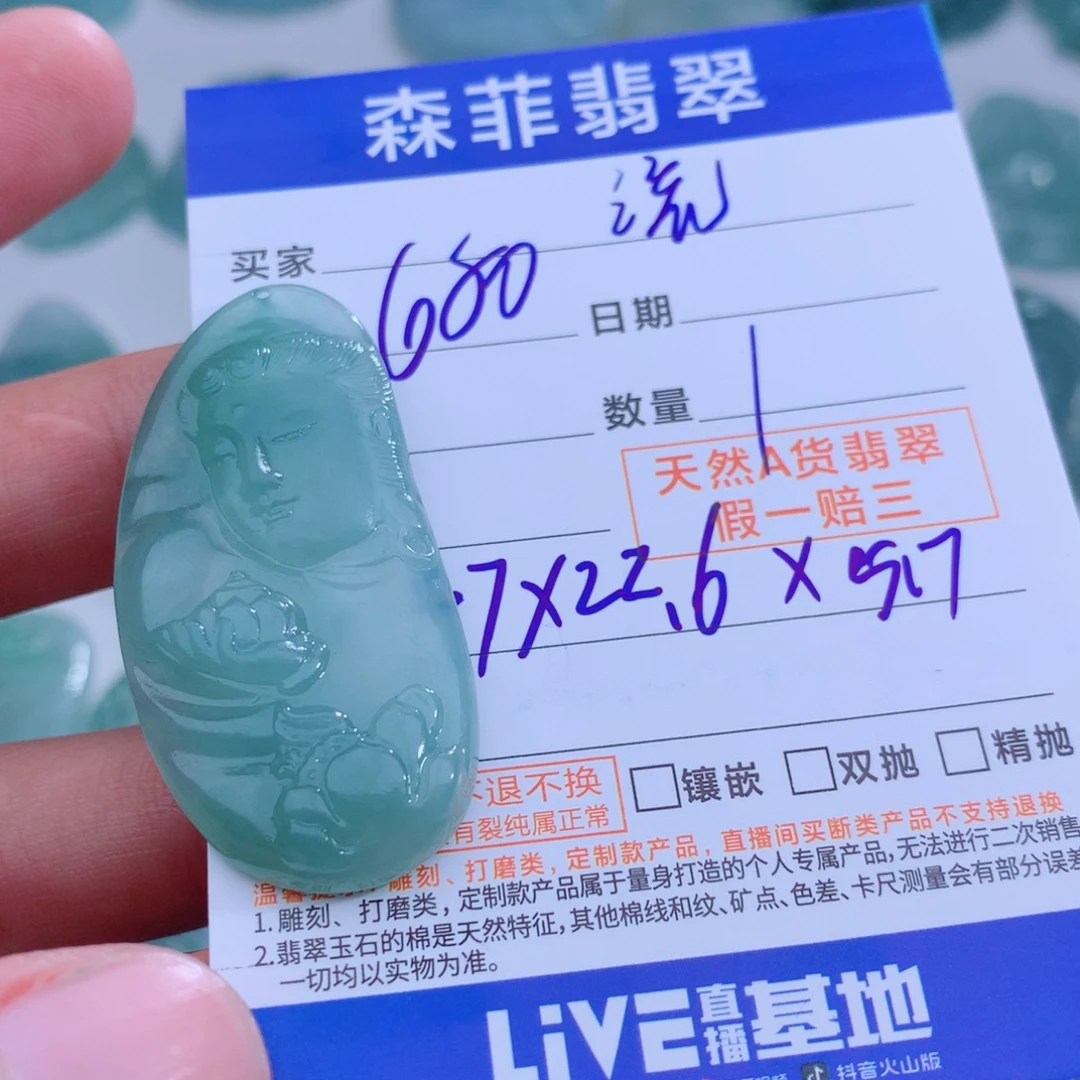 森菲翡翠
流
买家
680
日期
数量 1
天然A货翡翠
假一赔三
.7X22.6X5.7
不退不换
镶嵌 双抛 精抛
有裂纯属正常
雕刻、打磨类,定制款产品,直播间买断类产品不支持退换
1.雕刻、打磨类,定制款产品属于量身打造的个人专属产品,无法进行二次销售
2.翡翠玉石的棉是天然特征,其他棉线和纹、矿点、色差、卡尺测量会有部分误差
一切均以实物为准。
LiVE直播基地
抖音火山版